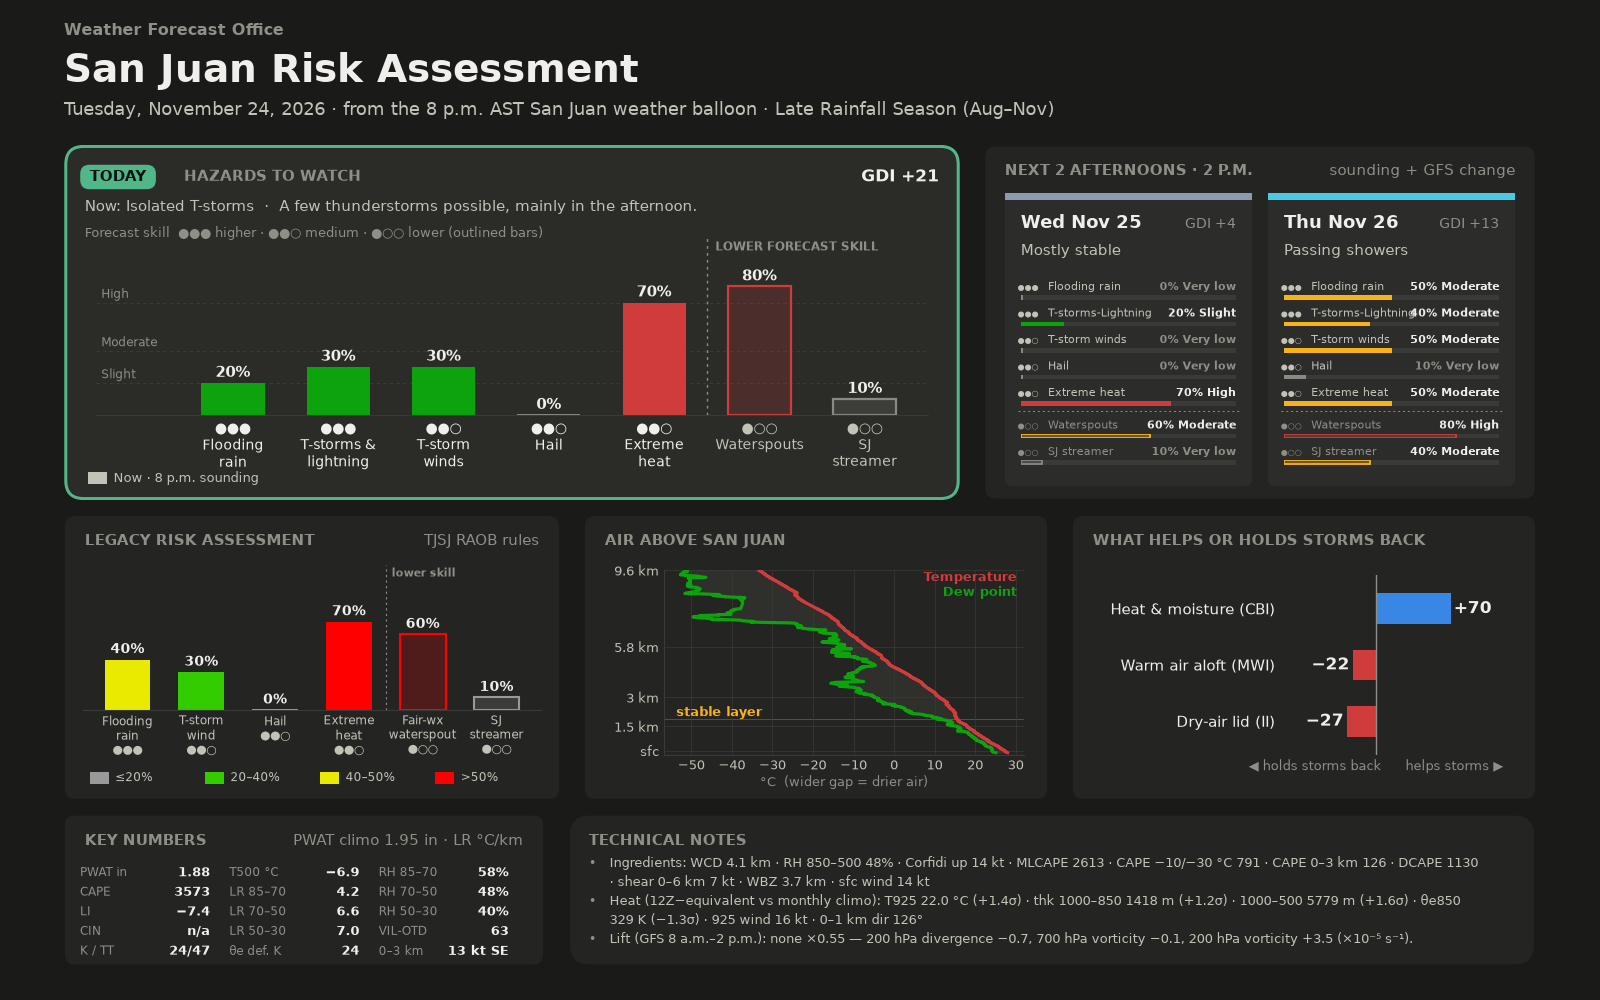 Weather Forecast Office
San Juan Risk Assessment
Tuesday, November 24, 2026 · from the 8 p.m. AST San Juan weather balloon · Late Rainfall Season (Aug–Nov)
TODAY HAZARDS TO WATCH GDI +21
Now: Isolated T-storms · A few thunderstorms possible, mainly in the afternoon.
Forecast skill ●●● higher · ●●○ medium · ●○○ lower (outlined bars)
LOWER FORECAST SKILL
High
Moderate
Slight
20% 30% 30% 0% 70% 80% 10%
●●● ●●● ●●○ ●●○ ●●○ ●○○ ●○○
Flooding rain
T-storms & lightning
T-storm winds
Hail
Extreme heat
Waterspouts
SJ streamer
Now · 8 p.m. sounding
NEXT 2 AFTERNOONS · 2 P.M. sounding + GFS change
Wed Nov 25 GDI +4
Mostly stable
●●● Flooding rain 0% Very low
●●● T-storms-Lightning 20% Slight
●●○ T-storm winds 0% Very low
●●○ Hail 0% Very low
●●○ Extreme heat 70% High
●○○ Waterspouts 60% Moderate
●○○ SJ streamer 10% Very low
Thu Nov 26 GDI +13
Passing showers
●●● Flooding rain 50% Moderate
●●● T-storms-Lightning 40% Moderate
●●○ T-storm winds 50% Moderate
●●○ Hail 10% Very low
●●○ Extreme heat 50% Moderate
●○○ Waterspouts 80% High
●○○ SJ streamer 40% Moderate
LEGACY RISK ASSESSMENT TJSJ RAOB rules
lower skill
40% 30% 0% 70% 60% 10%
Flooding rain ●●●
T-storm wind ●●○
Hail ●●○
Extreme heat ●●○
Fair-wx waterspout ●○○
SJ streamer ●○○
≤20% 20–40% 40–50% >50%
AIR ABOVE SAN JUAN
Temperature
Dew point
9.6 km
5.8 km
3 km
stable layer
1.5 km
sfc
−50 −40 −30 −20 −10 0 10 20 30
°C (wider gap = drier air)
WHAT HELPS OR HOLDS STORMS BACK
Heat & moisture (CBI) +70
Warm air aloft (MWI) −22
Dry-air lid (II) −27
◀ holds storms back helps storms ▶
KEY NUMBERS PWAT climo 1.95 in · LR °C/km
PWAT in 1.88 T500 °C −6.9 RH 85–70 58%
CAPE 3573 LR 85–70 4.2 RH 70–50 48%
LI −7.4 LR 70–50 6.6 RH 50–30 40%
CIN n/a LR 50–30 7.0 VIL-OTD 63
K / TT 24/47 θe def. K 24 0–3 km 13 kt SE
TECHNICAL NOTES
• Ingredients: WCD 4.1 km · RH 850–500 48% · Corfidi up 14 kt · MLCAPE 2613 · CAPE −10/−30 °C 791 · CAPE 0–3 km 126 · DCAPE 1130
· shear 0–6 km 7 kt · WBZ 3.7 km · sfc wind 14 kt
• Heat (12Z−equivalent vs monthly climo): T925 22.0 °C (+1.4σ) · thk 1000–850 1418 m (+1.2σ) · 1000–500 5779 m (+1.6σ) · θe850
329 K (−1.3σ) · 925 wind 16 kt · 0–1 km dir 126°
• Lift (GFS 8 a.m.–2 p.m.): none ×0.55 — 200 hPa divergence −0.7, 700 hPa vorticity −0.1, 200 hPa vorticity +3.5 (×10⁻⁵ s⁻¹).